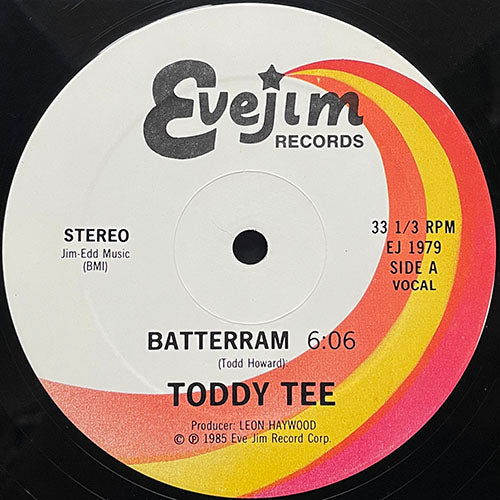 Evejim
RECORDS
STEREO
Jim-Edd Music
(BMI)
33 1/3 RPM
EJ 1979
SIDE A
VOCAL
BATTERRAM 6:06
(Todd Howard):
TODDY TEE
Producer: LEON HAYWOOD
© ℗ 1985 Eve Jim Record Corp.